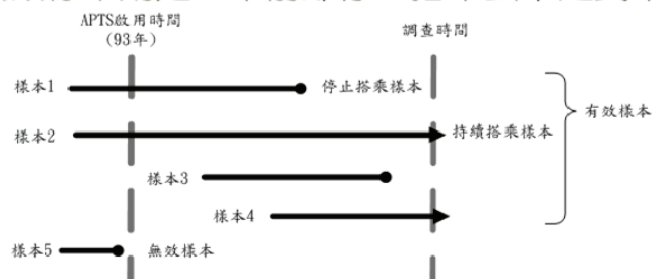 APTS啟用時間
(93年)
調查時間
樣本1
停止搭乘樣本
有效樣本
樣本2
持續搭乘樣本
樣本3
樣本4
樣本5
無效樣本